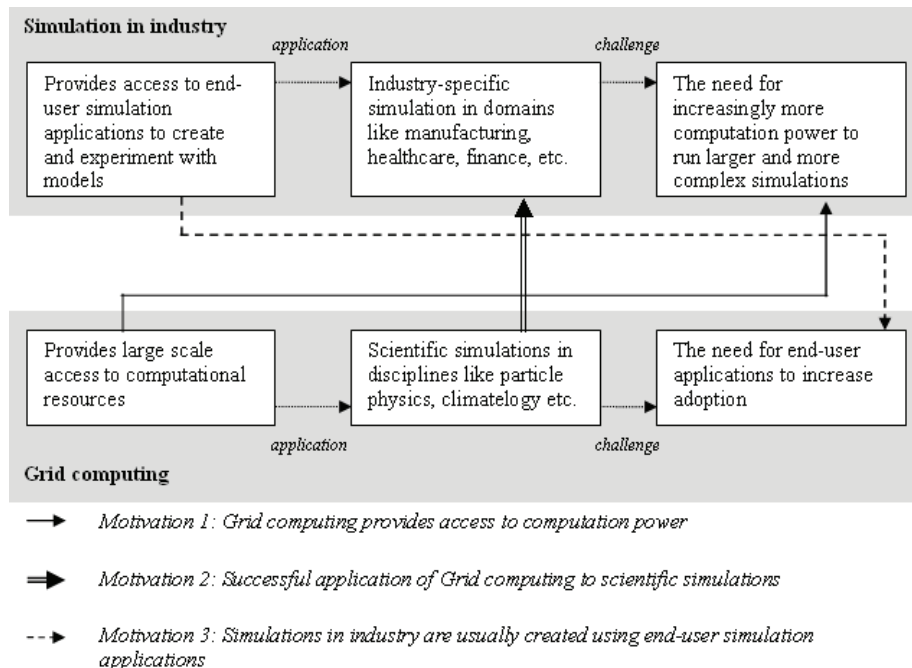 Simulation in industry
application
challenge
Provides access to end-
user simulation
applications to create
and experiment with
models
Industry-specific
simulation in domains
like manufacturing,
healthcare, finance, etc.
The need for
increasingly more
computation power to
run larger and more
complex simulations
Provides large scale
access to computational
resources
Scientific simulations in
disciplines like particle
physics, climatelogy etc.
The need for end-user
applications to increase
adoption
application
challenge
Grid computing
Motivation 1: Grid computing provides access to computation power
Motivation 2: Successful application of Grid computing to scientific simulations
Motivation 3: Simulations in industry are usually created using end-user simulation
applications